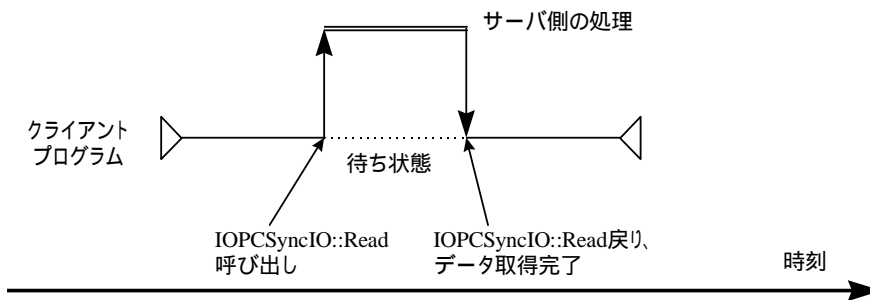 サーバ側の処理
クライアント
プログラム
待ち状態
IOPCSyncIO::Read
呼び出し
IOPCSyncIO::Read戻り、
データ取得完了
時刻